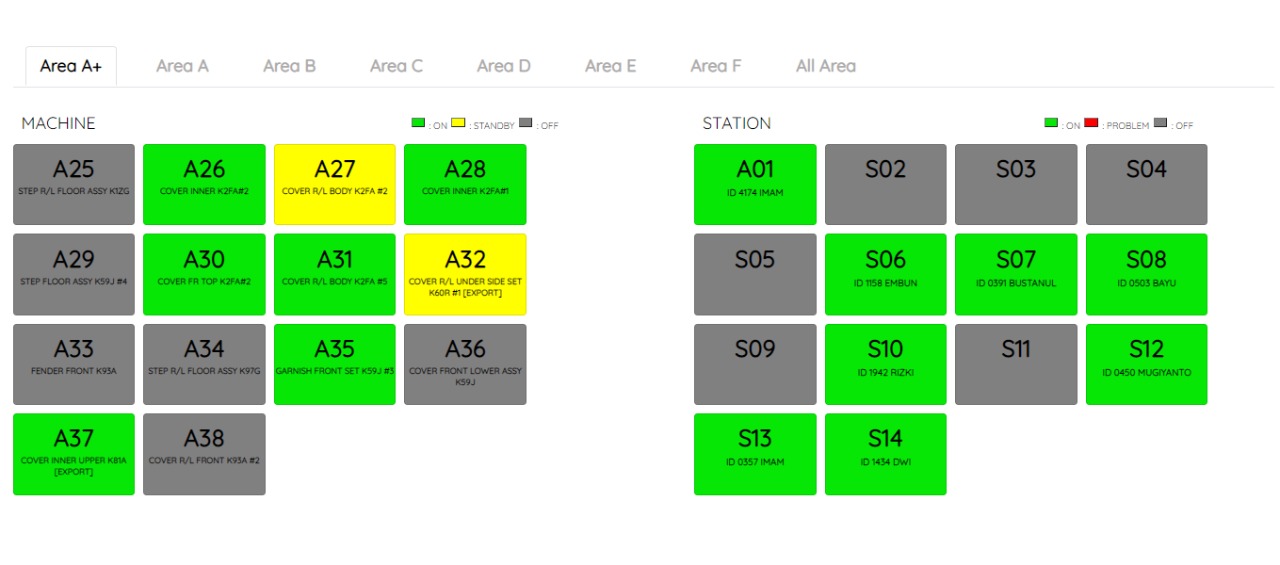 Area A+ Area A Area B Area C Area D Area E Area F All Area
MACHINE : ON : STANDBY : OFF
A25
STEP R/L FLOOR ASSY K1ZG
A26
COVER INNER K2FA#2
A27
COVER R/L BODY K2FA #2
A28
COVER INNER K2FA#1
A29
STEP FLOOR ASSY K59J #4
A30
COVER FR TOP K2FA#2
A31
COVER R/L BODY K2FA #5
A32
COVER R/L UNDER SIDE SET
K60R #1 [EXPORT]
A33
FENDER FRONT K93A
A34
STEP R/L FLOOR ASSY K97G
A35
GARNISH FRONT SET K59J #3
A36
COVER FRONT LOWER ASSY
K59J
A37
COVER INNER UPPER K81A
[EXPORT]
A38
COVER R/L FRONT K93A #2
STATION : ON : PROBLEM : OFF
A01
ID 4174 IMAM
S02
S03
S04
S05
S06
ID 1158 EMBUN
S07
ID 0391 BUSTANUL
S08
ID 0503 BAYU
S09
S10
ID 1942 RIZKI
S11
S12
ID 0450 MUGIYANTO
S13
ID 0357 IMAM
S14
ID 1434 DWI